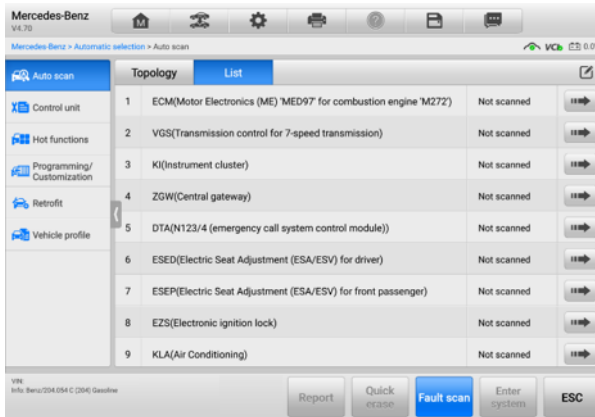 Mercedes-Benz
V4.70
Mercedes-Benz > Automatic selection > Auto scan
VCI 0.0
Auto scan
Control unit
Hot functions
Programming/
Customization
Retrofit
Vehicle profile
Topology
List
1 ECM(Motor Electronics (ME) 'MED97' for combustion engine 'M272') Not scanned
2 VGS(Transmission control for 7-speed transmission) Not scanned
3 KI(Instrument cluster) Not scanned
4 ZGW(Central gateway) Not scanned
5 DTA(N123/4 (emergency call system control module)) Not scanned
6 ESED(Electric Seat Adjustment (ESA/ESV) for driver) Not scanned
7 ESEP(Electric Seat Adjustment (ESA/ESV) for front passenger) Not scanned
8 EZS(Electronic ignition lock) Not scanned
9 KLA(Air Conditioning) Not scanned
VIN:
Info: Benz/204.054 C (204) Gasoline
Report
Quick
erase
Fault scan
Enter
system
ESC